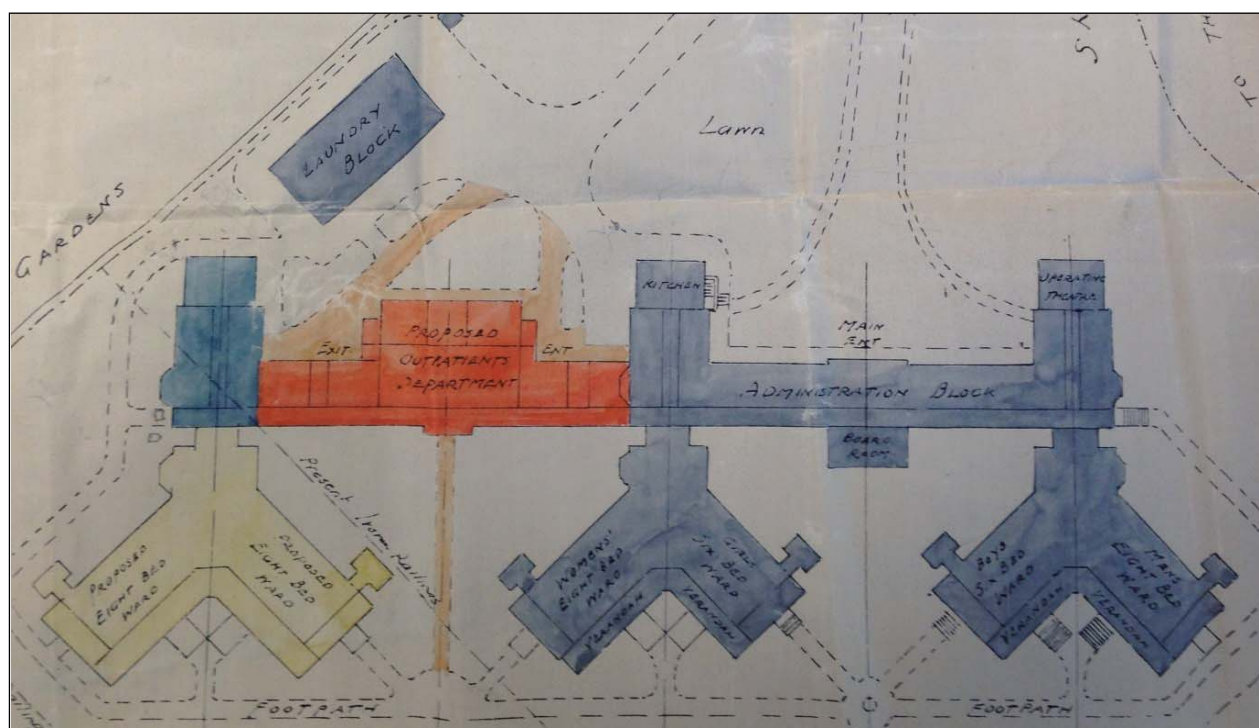 LAUNDRY
BLOCK
Lawn
TO
GARDENS
KITCHEN
OPERATING
THEATRE
MAIN
ENT
PROPOSED
EXIT.
ENT
OUTPATIENTS
DEPARTMENT
ADMINISTRATION BLOCK
BOARD
ROOM
Present Iron Railings
PROPOSED
EIGHT BED
WARD
PROPOSED
EIGHT BED
WARD
WOMENS'
EIGHT BED
WARD
VERANDAH
GIRLS
SIX BED
WARD
VERANDAH
BOYS
SIX BED
WARD
VERANDAH
MENS
EIGHT BED
WARD
VERANDAH
FOOTPATH
FOOTPATH